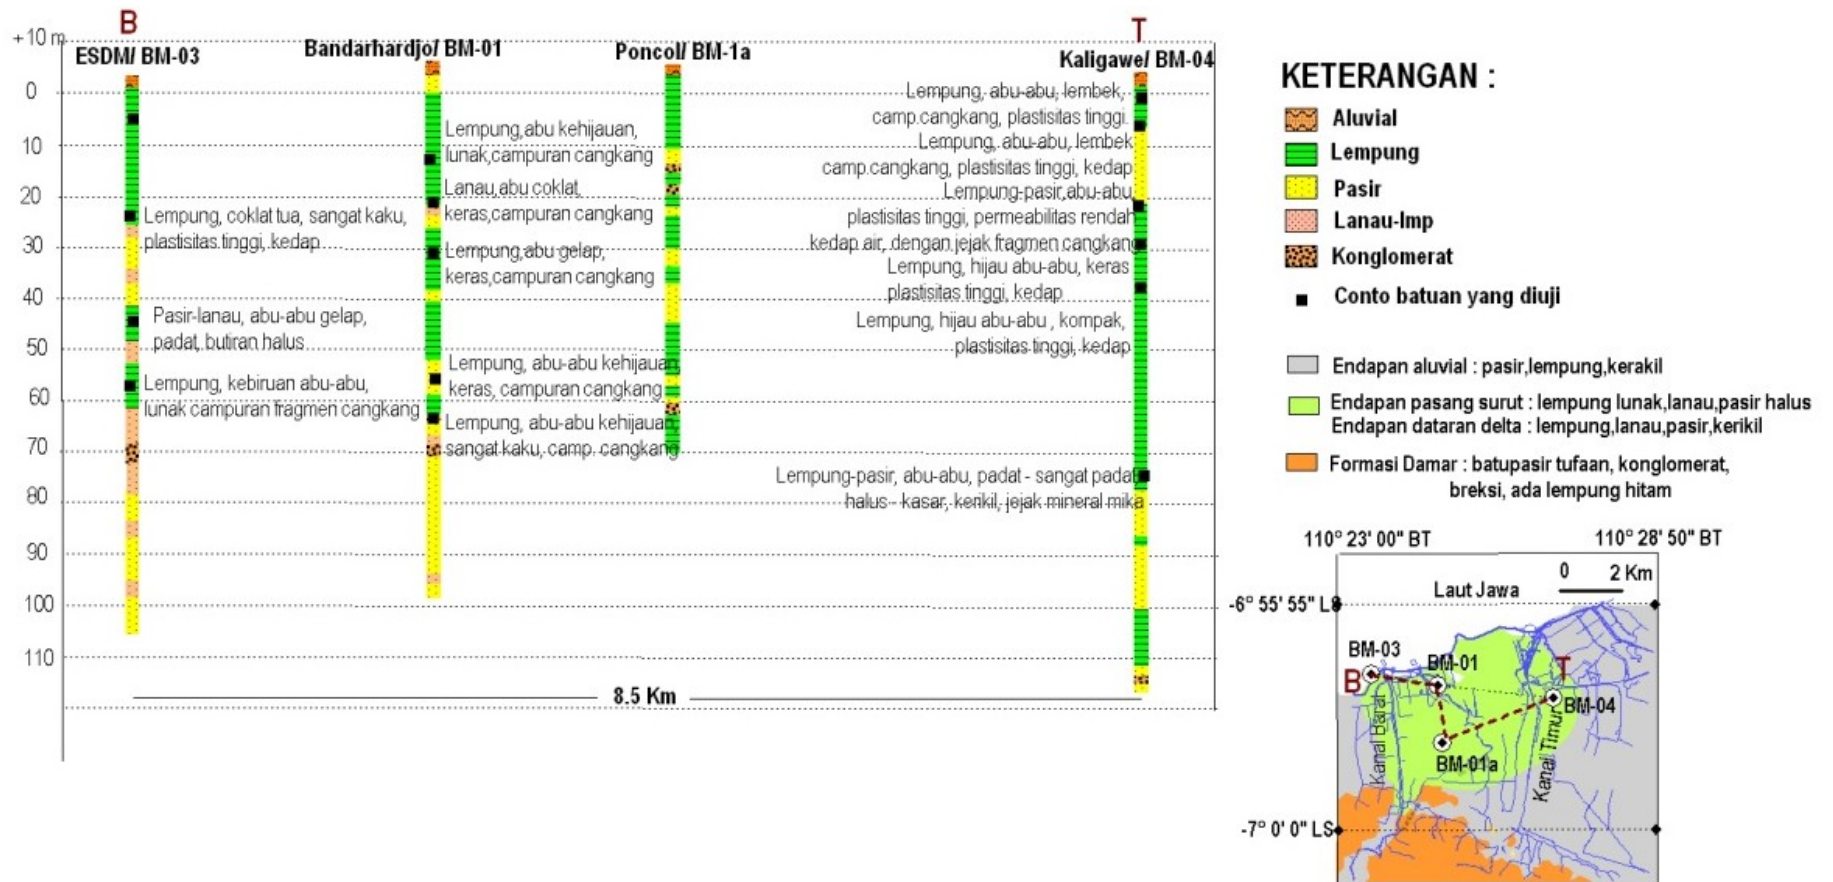 B
T
+10 m
ESDM/ BM-03
Bandarhardjo/ BM-01
Poncol/ BM-1a
Kaligawe/ BM-04
0
10
20
30
40
50
60
70
80
90
100
110
Lempung, coklat tua, sangat kaku,
plastisitas tinggi, kedap
Pasir-lanau, abu-abu gelap,
padat, butiran halus
Lempung, kebiruan abu-abu,
lunak campuran fragmen cangkang
Lempung,abu kehijauan,
lunak,campuran cangkang
Lanau,abu coklat,
keras,campuran cangkang
Lempung,abu gelap,
keras,campuran cangkang
Lempung, abu-abu kehijauan,
keras, campuran cangkang
Lempung, abu-abu kehijauan,
sangat kaku, camp. cangkang
Lempung, abu-abu, lembek,
camp.cangkang, plastisitas tinggi.
Lempung, abu-abu, lembek
camp.cangkang, plastisitas tinggi, kedap
Lempung-pasir,abu-abu,
plastisitas tinggi, permeabilitas rendah
kedap air, dengan jejak fragmen cangkang
Lempung, hijau abu-abu, keras
plastisitas tinggi, kedap
Lempung, hijau abu-abu , kompak,
plastisitas tinggi, kedap
Lempung-pasir, abu-abu, padat - sangat padat
halus - kasar, kerikil, jejak mineral mika
8.5 Km
KETERANGAN :
Aluvial
Lempung
Pasir
Lanau-lmp
Konglomerat
Conto batuan yang diuji
Endapan aluvial : pasir,lempung,kerakil
Endapan pasang surut : lempung lunak,lanau,pasir halus
Endapan dataran delta : lempung,lanau,pasir,kerikil
Formasi Damar : batupasir tufaan, konglomerat,
breksi, ada lempung hitam
110° 23' 00" BT
110° 28' 50" BT
0 2 Km
Laut Jawa
-6° 55' 55" LS
BM-03
BM-01
B
T
BM-04
BM-01a
Kanal Barat
Kanal Timur
-7° 0' 0" LS